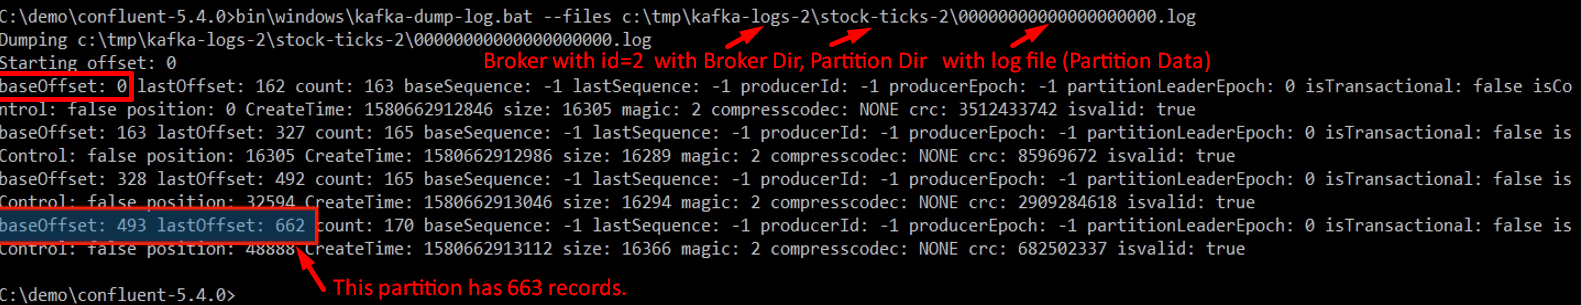 C:\demo\confluent-5.4.0>bin\windows\kafka-dump-log.bat --files c:\tmp\kafka-logs-2\stock-ticks-2\00000000000000000000.log
Dumping c:\tmp\kafka-logs-2\stock-ticks-2\00000000000000000000.log
Starting offset: 0
Broker with id=2 with Broker Dir, Partition Dir with log file (Partition Data)
baseOffset: 0 lastOffset: 162 count: 163 baseSequence: -1 lastSequence: -1 producerId: -1 producerEpoch: -1 partitionLeaderEpoch: 0 isTransactional: false isCo
ntrol: false position: 0 CreateTime: 1580662912846 size: 16305 magic: 2 compresscodec: NONE crc: 3512433742 isvalid: true
baseOffset: 163 lastOffset: 327 count: 165 baseSequence: -1 lastSequence: -1 producerId: -1 producerEpoch: -1 partitionLeaderEpoch: 0 isTransactional: false is
Control: false position: 16305 CreateTime: 1580662912986 size: 16289 magic: 2 compresscodec: NONE crc: 85969672 isvalid: true
baseOffset: 328 lastOffset: 492 count: 165 baseSequence: -1 lastSequence: -1 producerId: -1 producerEpoch: -1 partitionLeaderEpoch: 0 isTransactional: false is
Control: false position: 32594 CreateTime: 1580662913046 size: 16294 magic: 2 compresscodec: NONE crc: 2909284618 isvalid: true
baseOffset: 493 lastOffset: 662 count: 170 baseSequence: -1 lastSequence: -1 producerId: -1 producerEpoch: -1 partitionLeaderEpoch: 0 isTransactional: false is
Control: false position: 48888 CreateTime: 1580662913112 size: 16366 magic: 2 compresscodec: NONE crc: 682502337 isvalid: true
This partition has 663 records.
C:\demo\confluent-5.4.0>